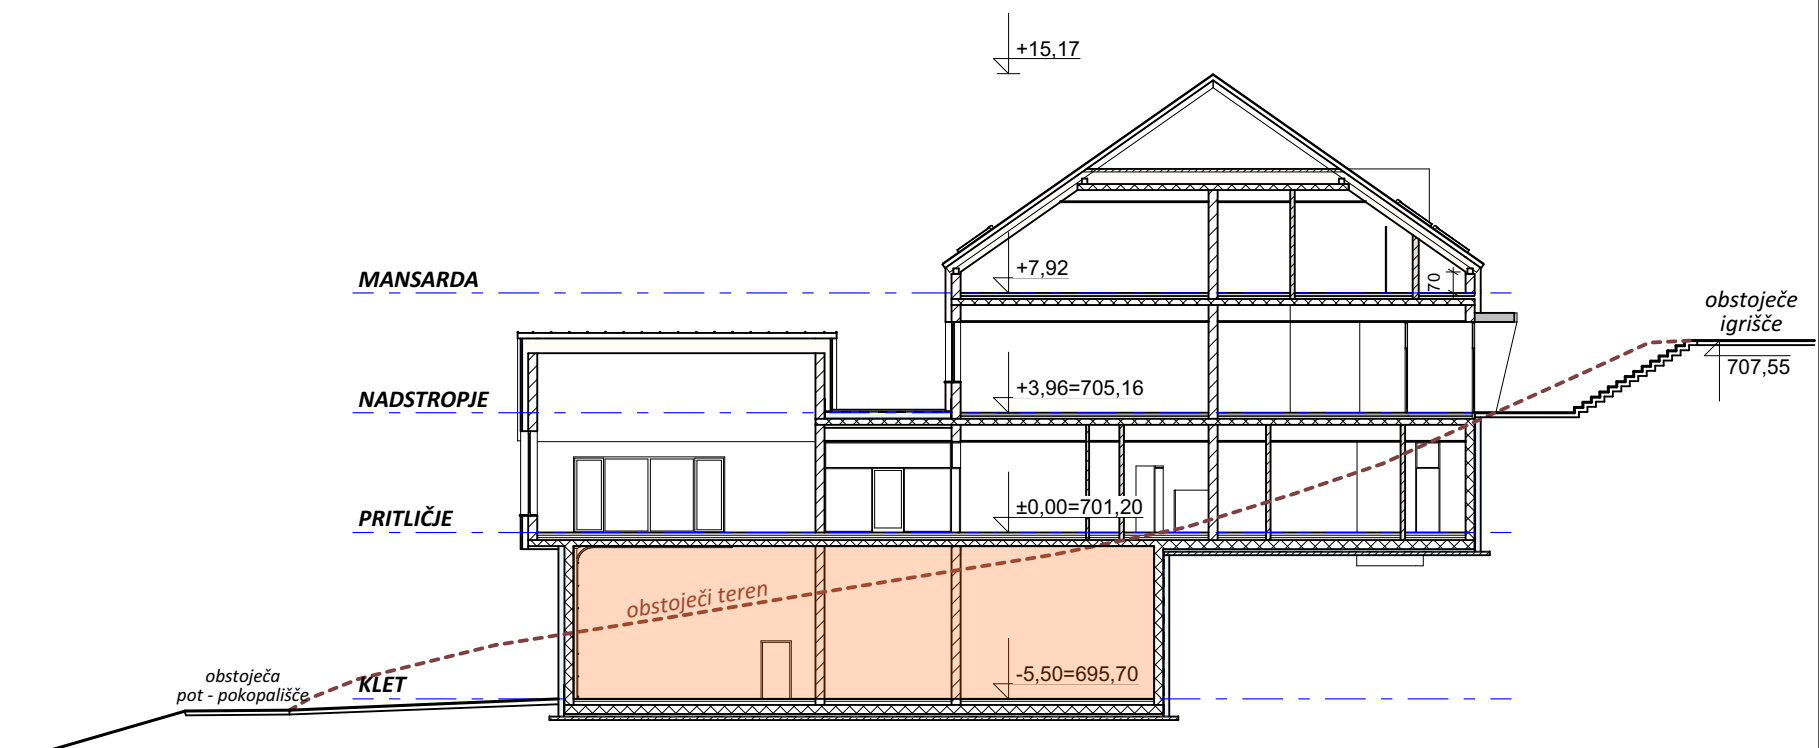 +15,17
+7,92
MANSARDA
70
obstoječe
igrišče
707,55
+3,96=705,16
NADSTROPJE
±0,00=701,20
PRITLIČJE
obstoječi teren
obstoječa
pot - pokopališče
KLET
-5,50=695,70